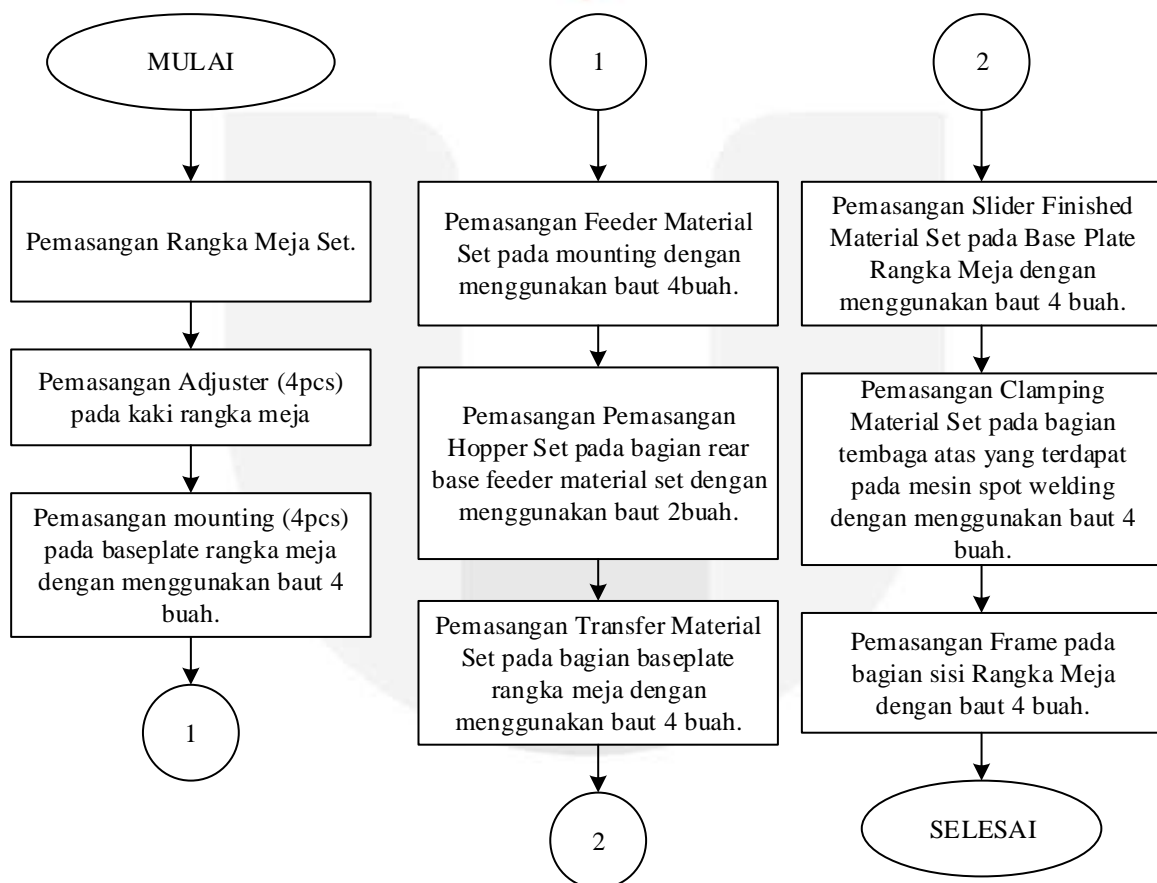 MULAI
Pemasangan Rangka Meja Set.
Pemasangan Adjuster (4pcs)
pada kaki rangka meja
Pemasangan mounting (4pcs)
pada baseplate rangka meja
dengan menggunakan baut 4
buah.
1
1
Pemasangan Feeder Material
Set pada mounting dengan
menggunakan baut 4buah.
Pemasangan Pemasangan
Hopper Set pada bagian rear
base feeder material set dengan
menggunakan baut 2buah.
Pemasangan Transfer Material
Set pada bagian baseplate
rangka meja dengan
menggunakan baut 4 buah.
2
2
Pemasangan Slider Finished
Material Set pada Base Plate
Rangka Meja dengan
menggunakan baut 4 buah.
Pemasangan Clamping
Material Set pada bagian
tembaga atas yang terdapat
pada mesin spot welding
dengan menggunakan baut 4
buah.
Pemasangan Frame pada
bagian sisi Rangka Meja
dengan baut 4 buah.
SELESAI